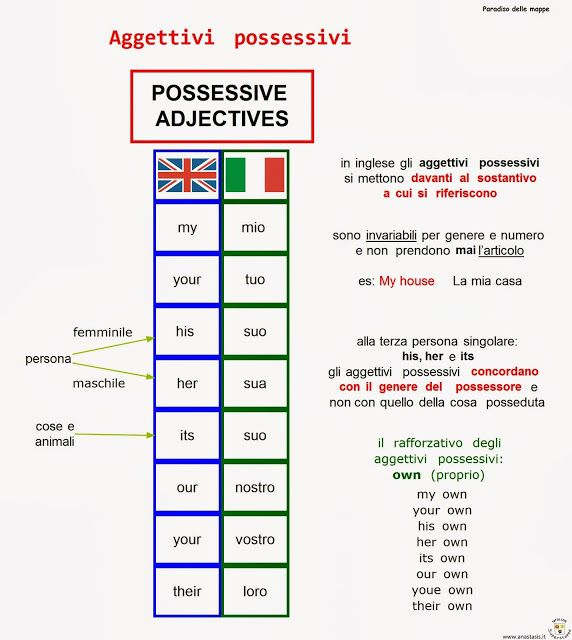 Paradiso delle mappe
Aggettivi possessivi
POSSESSIVE
ADJECTIVES
my mio
your tuo
his suo
her sua
its suo
our nostro
your vostro
their loro
femminile
persona
maschile
cose e
animali
in inglese gli aggettivi possessivi
si mettono davanti al sostantivo
a cui si riferiscono
sono invariabili per genere e numero
e non prendono mai l'articolo
es: My house La mia casa
alla terza persona singolare:
his, her e its
gli aggettivi possessivi concordano
con il genere del possessore e
non con quello della cosa posseduta
il rafforzativo degli
aggettivi possessivi:
own (proprio)
my own
your own
his own
her own
its own
our own
youe own
their own
www.anastasis.it